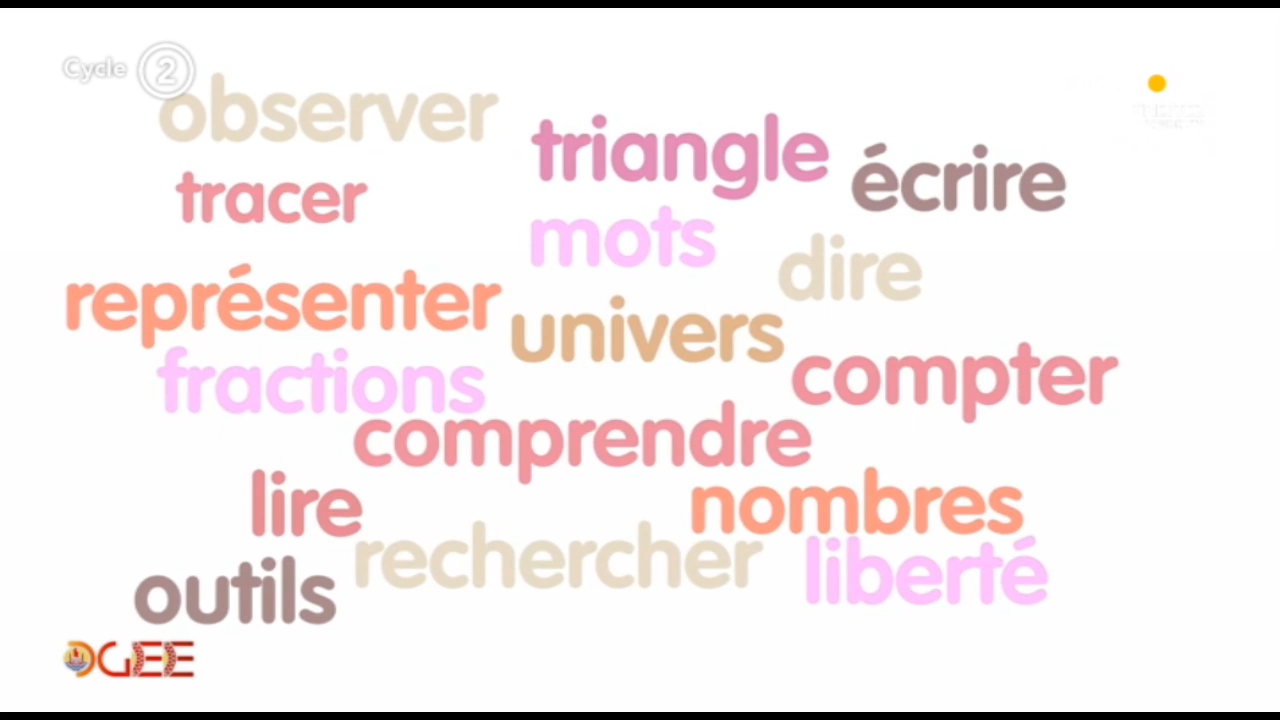 Cycle 2
observer
triangle
écrire
tracer
mots
dire
représenter
univers
fractions
compter
comprendre
lire
nombres
rechercher
liberté
outils
DGEE